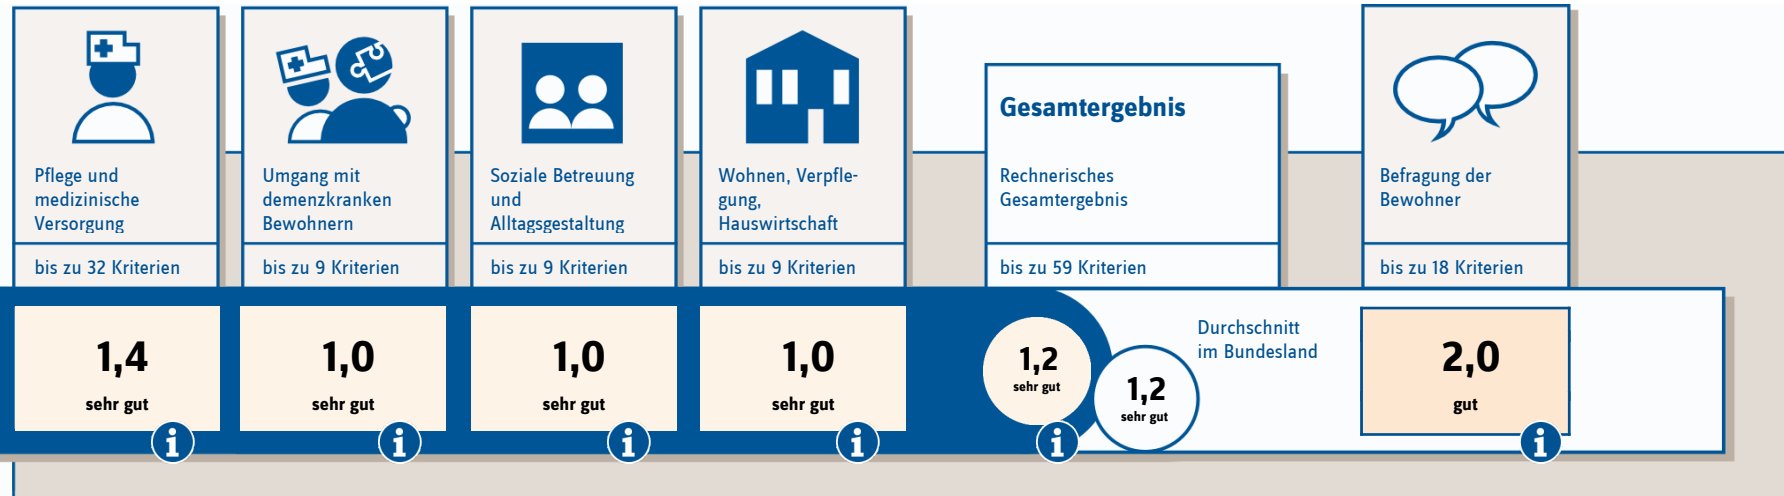 Pflege und
medizinische
Versorgung
bis zu 32 Kriterien
1,4
sehr gut
Umgang mit
demenzkranken
Bewohnern
bis zu 9 Kriterien
1,0
sehr gut
Soziale Betreuung
und
Alltagsgestaltung
bis zu 9 Kriterien
1,0
sehr gut
Wohnen, Verpfle-
gung,
Hauswirtschaft
bis zu 9 Kriterien
1,0
sehr gut
Gesamtergebnis
Rechnerisches
Gesamtergebnis
bis zu 59 Kriterien
1,2
sehr gut
1,2
sehr gut
Durchschnitt
im Bundesland
Befragung der
Bewohner
bis zu 18 Kriterien
2,0
gut